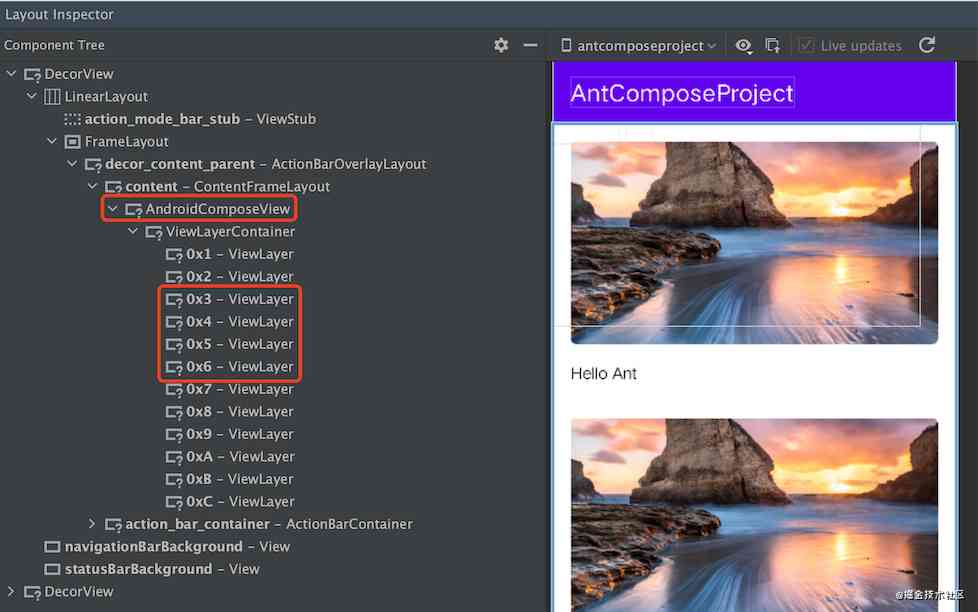 Layout Inspector
Component Tree
antcomposeproject
Live updates
DecorView
LinearLayout
action_mode_bar_stub – ViewStub
FrameLayout
decor_content_parent – ActionBarOverlayLayout
content – ContentFrameLayout
AndroidComposeView
ViewLayerContainer
0x1 – ViewLayer
0x2 – ViewLayer
0x3 – ViewLayer
0x4 – ViewLayer
0x5 – ViewLayer
0x6 – ViewLayer
0x7 – ViewLayer
0x8 – ViewLayer
0x9 – ViewLayer
0xA – ViewLayer
0xB – ViewLayer
0xC – ViewLayer
action_bar_container – ActionBarContainer
navigationBarBackground – View
statusBarBackground – View
DecorView
AntComposeProject
Hello Ant
@掘金技术社区